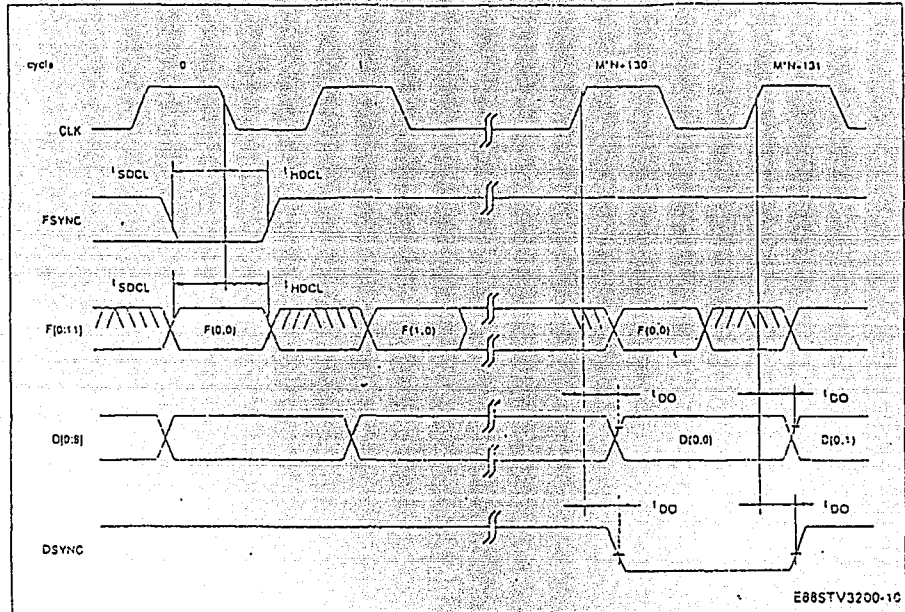 cycle 0 1 M*N+130 M*N+131
CLK
tSDCL tHDCL
FSYNC
tSDCL tHDCL
F[0:11] F(0,0) F(1,0) F(0,0)
tDO tDO
D[0:8] D(0,0) D(0,1)
tDO tDO
DSYNC
E88STV3200-10